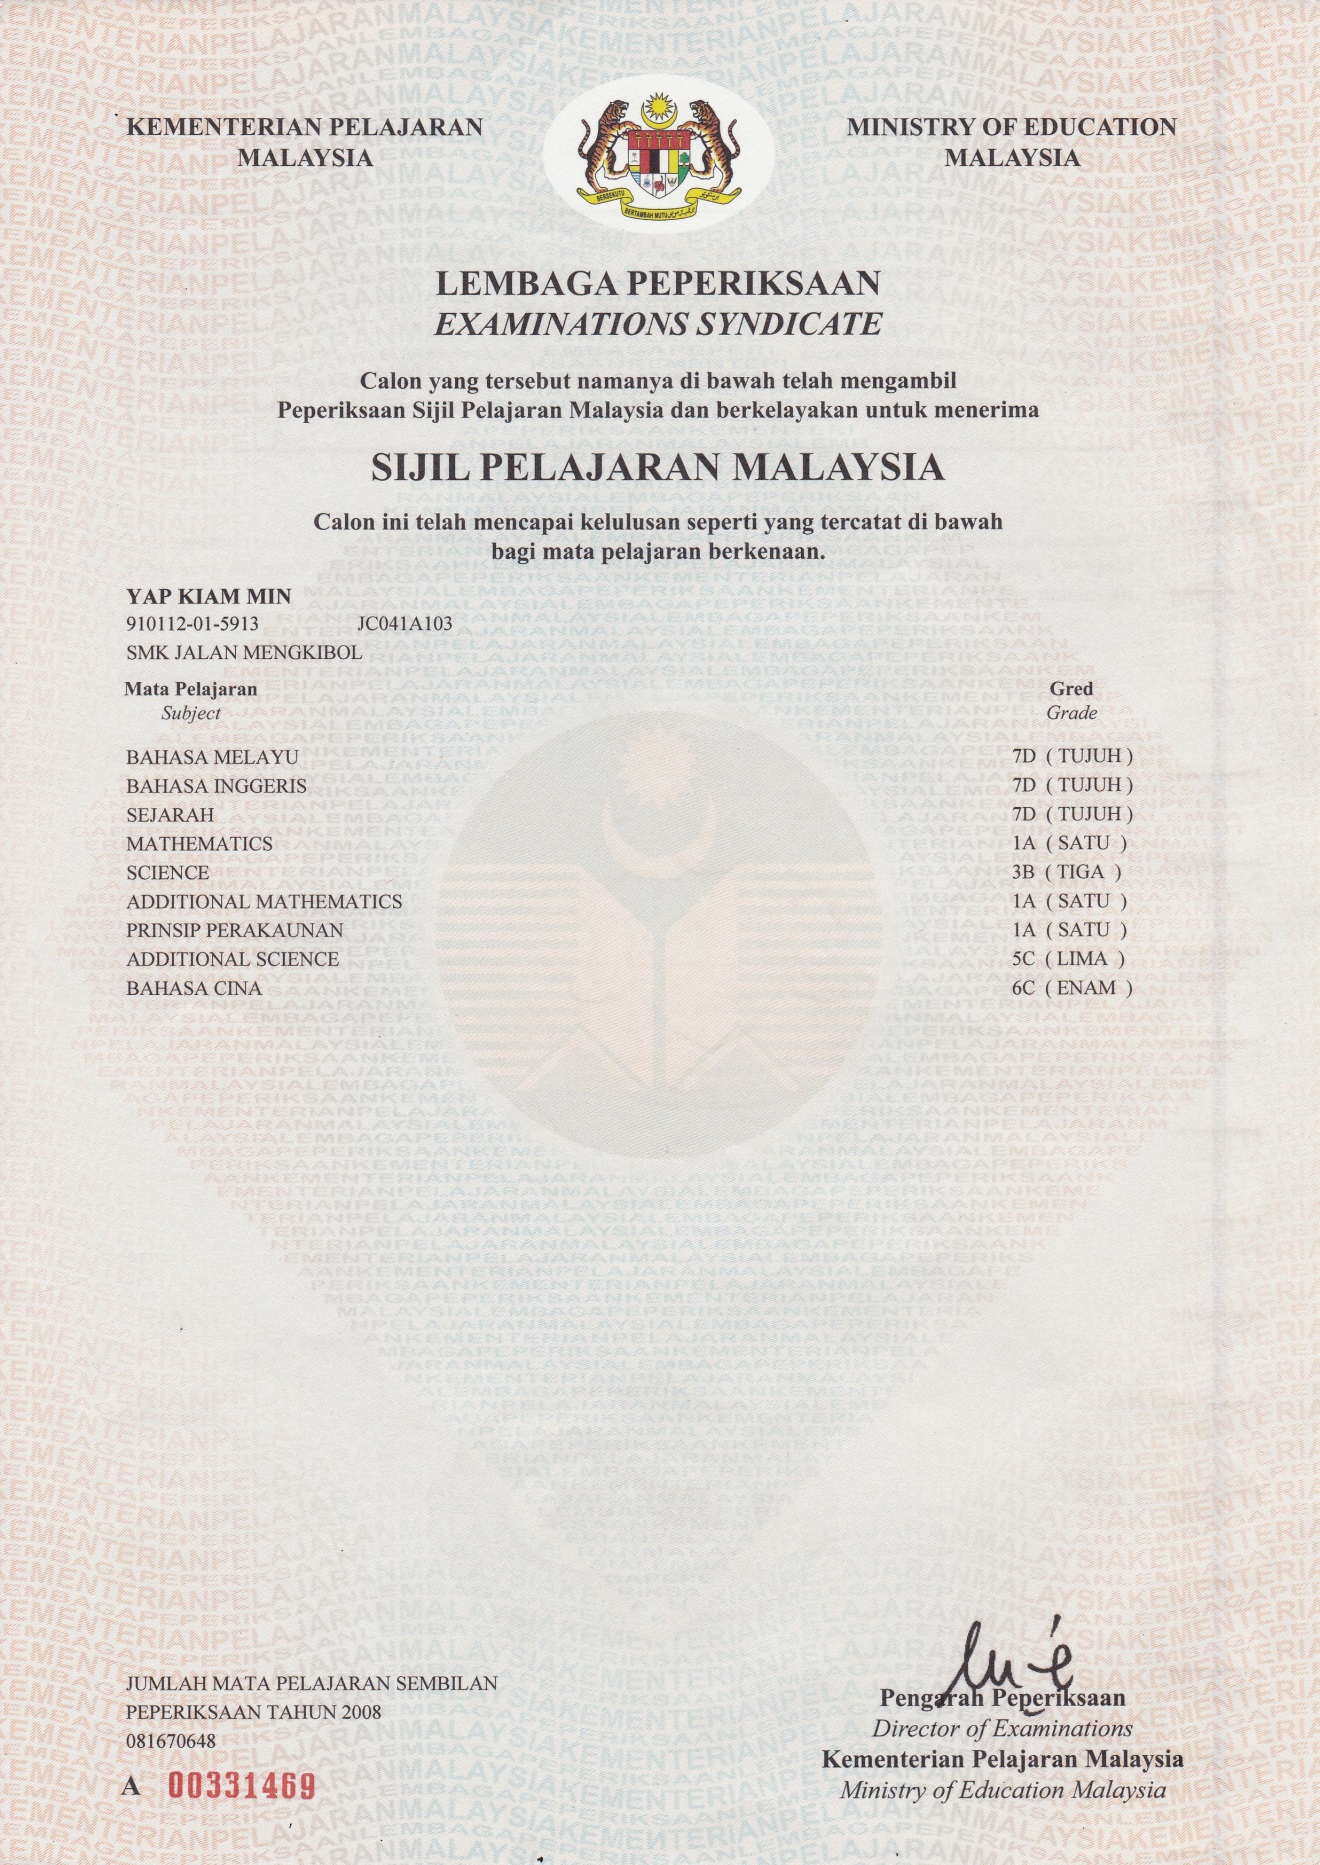 KEMENTERIAN PELAJARAN
MALAYSIA
MINISTRY OF EDUCATION
MALAYSIA
BERSEKUTU BERTAMBAH MUTU
LEMBAGA PEPERIKSAAN
EXAMINATIONS SYNDICATE
Calon yang tersebut namanya di bawah telah mengambil
Peperiksaan Sijil Pelajaran Malaysia dan berkelayakan untuk menerima
SIJIL PELAJARAN MALAYSIA
Calon ini telah mencapai kelulusan seperti yang tercatat di bawah
bagi mata pelajaran berkenaan.
YAP KIAM MIN
910112-01-5913 JC041A103
SMK JALAN MENGKIBOL
Mata Pelajaran Gred
Subject Grade
BAHASA MELAYU 7D ( TUJUH )
BAHASA INGGERIS 7D ( TUJUH )
SEJARAH 7D ( TUJUH )
MATHEMATICS 1A ( SATU )
SCIENCE 3B ( TIGA )
ADDITIONAL MATHEMATICS 1A ( SATU )
PRINSIP PERAKAUNAN 1A ( SATU )
ADDITIONAL SCIENCE 5C ( LIMA )
BAHASA CINA 6C ( ENAM )
JUMLAH MATA PELAJARAN SEMBILAN
PEPERIKSAAN TAHUN 2008
081670648
A 00331469
Pengarah Peperiksaan
Director of Examinations
Kementerian Pelajaran Malaysia
Ministry of Education Malaysia